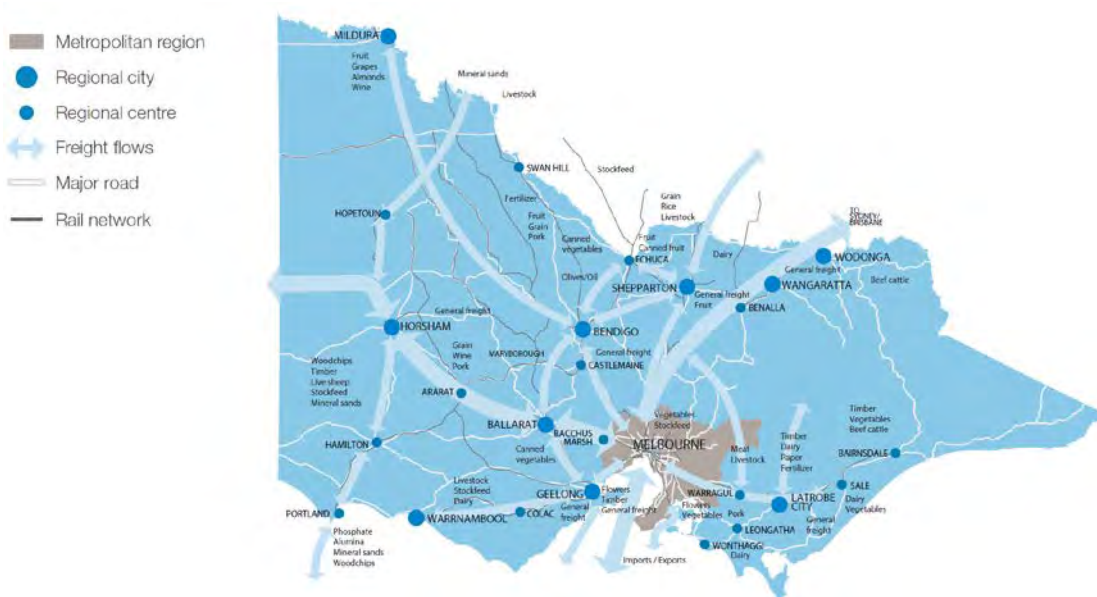 Metropolitan region
Regional city
Regional centre
Freight flows
Major road
Rail network
MILDURA
Fruit
Grapes
Almonds
Wine
Mineral sands
Livestock
SWAN HILL
Stockfeed
Fertilizer
HOPETOUN
Fruit
Grain
Pork
Canned
vegetables
Grain
Rice
Livestock
Fruit
Canned fruit
ECHUCA
Dairy
TO
SYDNEY/
BRISBANE
WODONGA
General freight
WANGARATTA
Beef cattle
Olives/Oil
SHEPPARTON
General freight
Fruit
BENALLA
General freight
HORSHAM
BENDIGO
Grain
Wine
Pork
MARYBOROUGH
General freight
CASTLEMAINE
Woodchips
Timber
Live sheep
Stockfeed
Mineral sands
ARARAT
BALLARAT
BACCHUS
MARSH
Vegetables
Stockfeed
MELBOURNE
HAMILTON
Canned
vegetables
Meat
Livestock
Timber
Dairy
Paper
Fertilizer
Timber
Vegetables
Beef cattle
BAIRNSDALE
Livestock
Stockfeed
Dairy
GEELONG
Flowers
Timber
General freight
General
freight
WARRAGUL
Flowers
Vegetables
Pork
LATROBE
CITY
SALE
Dairy
Vegetables
General
freight
PORTLAND
WARRNAMBOOL
COLAC
LEONGATHA
WONTHAGGI
Dairy
Phosphate
Alumina
Mineral sands
Woodchips
Imports / Exports